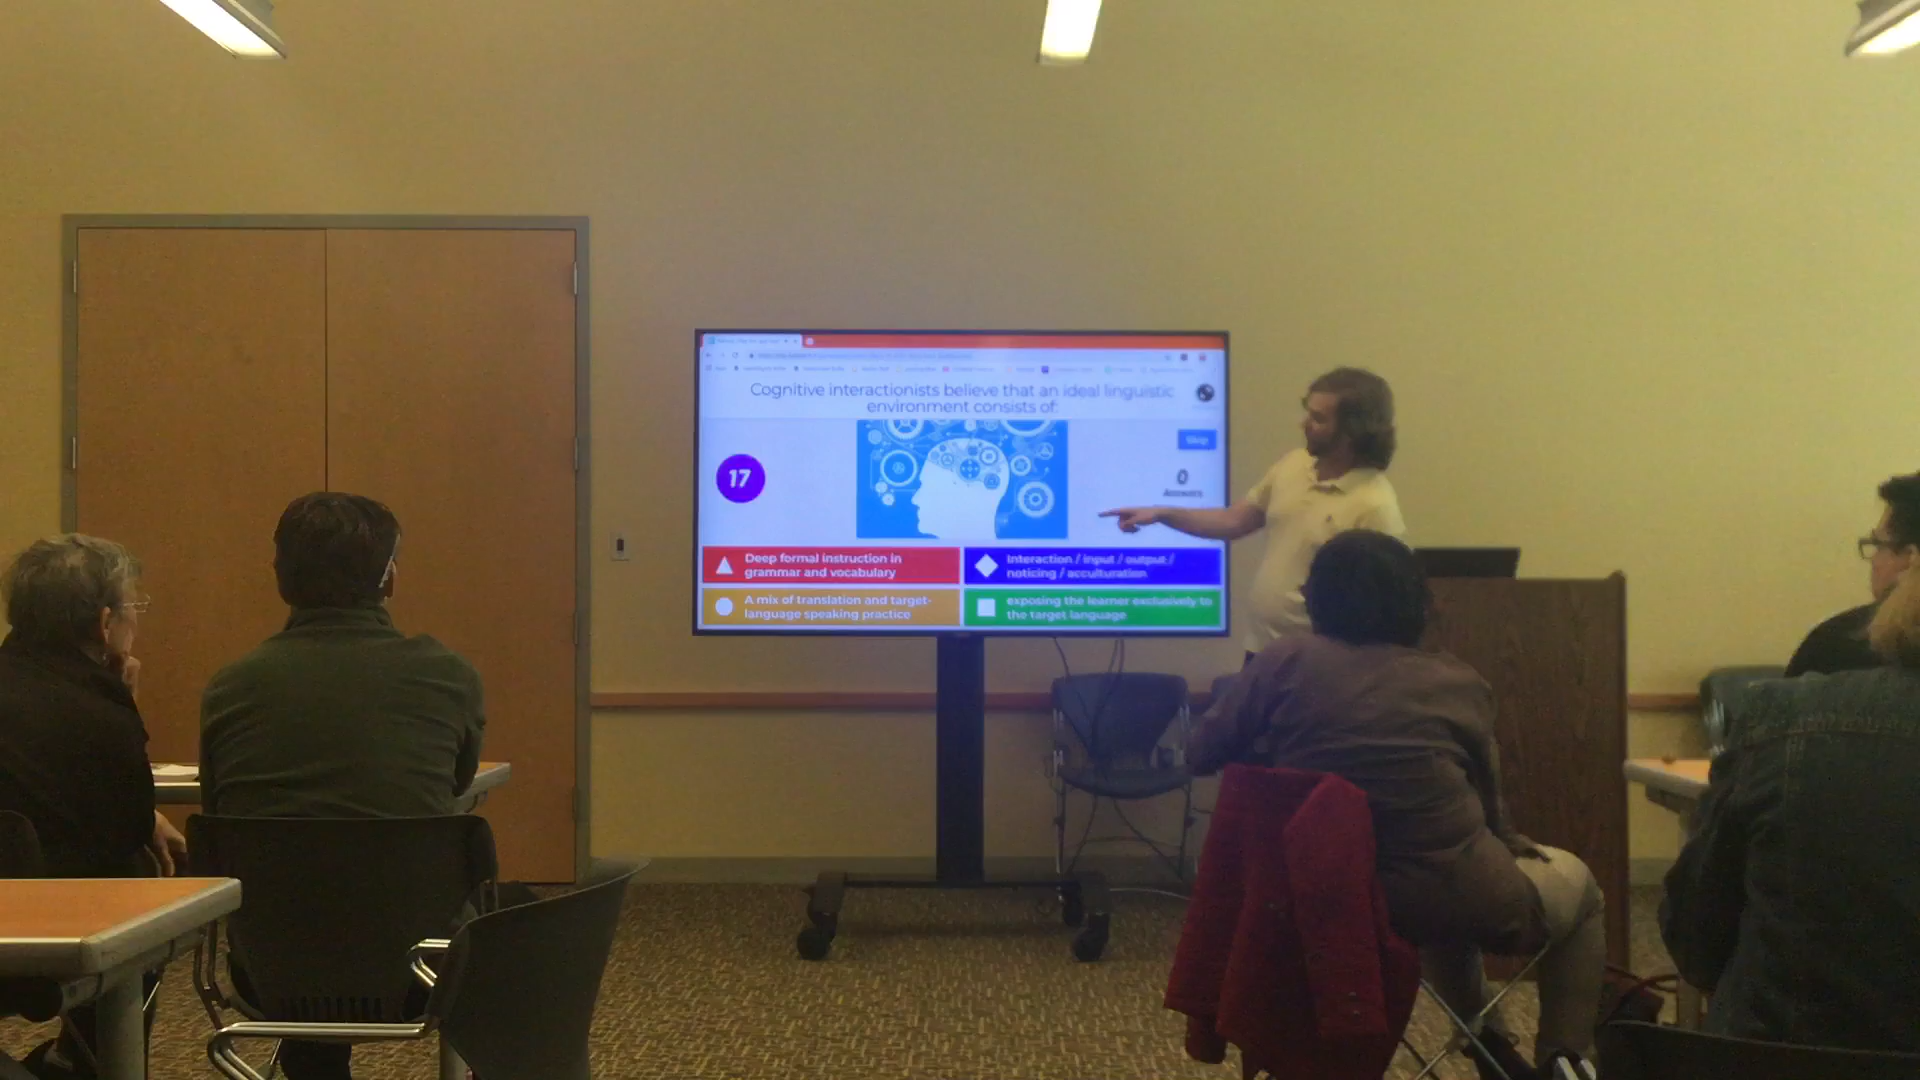 Cognitive interactionists believe that an ideal linguistic
environment consists of:
Skip
17
0
Answers
Deep formal instruction in
grammar and vocabulary
Interaction / input / output /
noticing / acculturation
A mix of translation and target-
language speaking practice
exposing the learner exclusively to
the target language